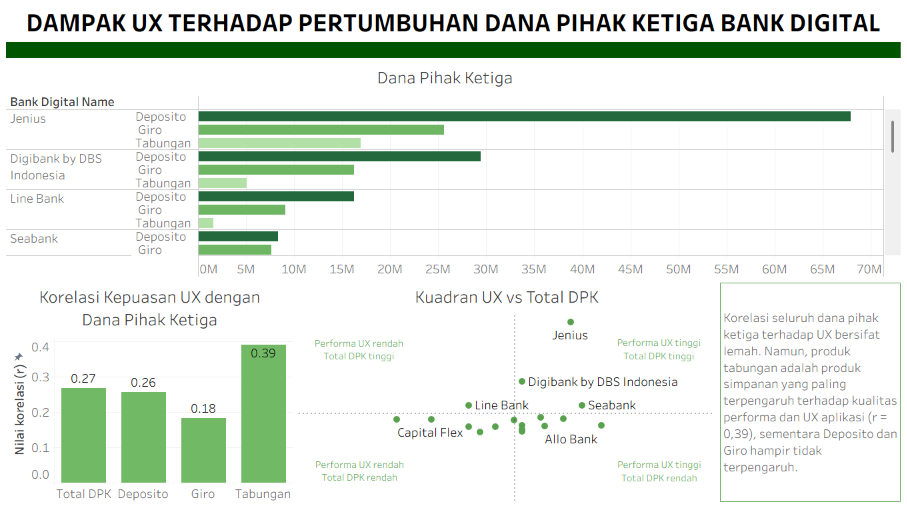 DAMPAK UX TERHADAP PERTUMBUHAN DANA PIHAK KETIGA BANK DIGITAL
Dana Pihak Ketiga
Bank Digital Name
Jenius
Deposito
Giro
Tabungan
Digibank by DBS
Indonesia
Deposito
Giro
Tabungan
Line Bank
Deposito
Giro
Tabungan
Seabank
Deposito
Giro
0M 5M 10M 15M 20M 25M 30M 35M 40M 45M 50M 55M 60M 65M 70M
Korelasi Kepuasan UX dengan
Dana Pihak Ketiga
Nilai korelasi (r)
0.4
0.3
0.2
0.1
0.0
0.27
0.26
0.18
0.39
Total DPK Deposito Giro Tabungan
Kuadran UX vs Total DPK
Performa UX rendah
Total DPK tinggi
Performa UX tinggi
Total DPK tinggi
Jenius
Digibank by DBS Indonesia
Line Bank
Seabank
Capital Flex
Allo Bank
Performa UX rendah
Total DPK rendah
Performa UX tinggi
Total DPK rendah
Korelasi seluruh dana pihak
ketiga terhadap UX bersifat
lemah. Namun, produk
tabungan adalah produk
simpanan yang paling
terpengaruh terhadap kualitas
performa dan UX aplikasi (r =
0,39), sementara Deposito dan
Giro hampir tidak
terpengaruh.